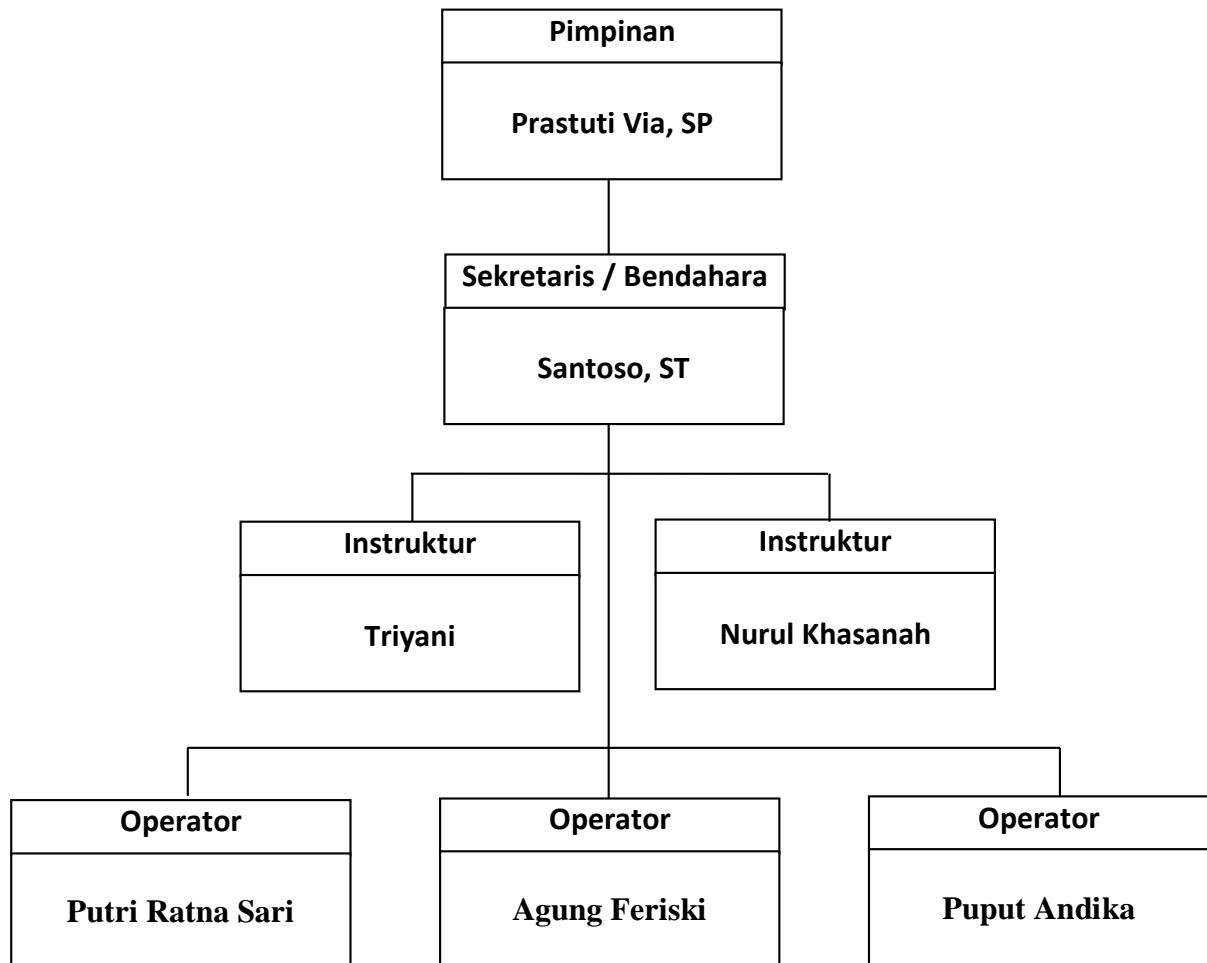 Pimpinan
Prastuti Via, SP
Sekretaris / Bendahara
Santoso, ST
Instruktur
Triyani
Instruktur
Nurul Khasanah
Operator
Putri Ratna Sari
Operator
Agung Feriski
Operator
Puput Andika